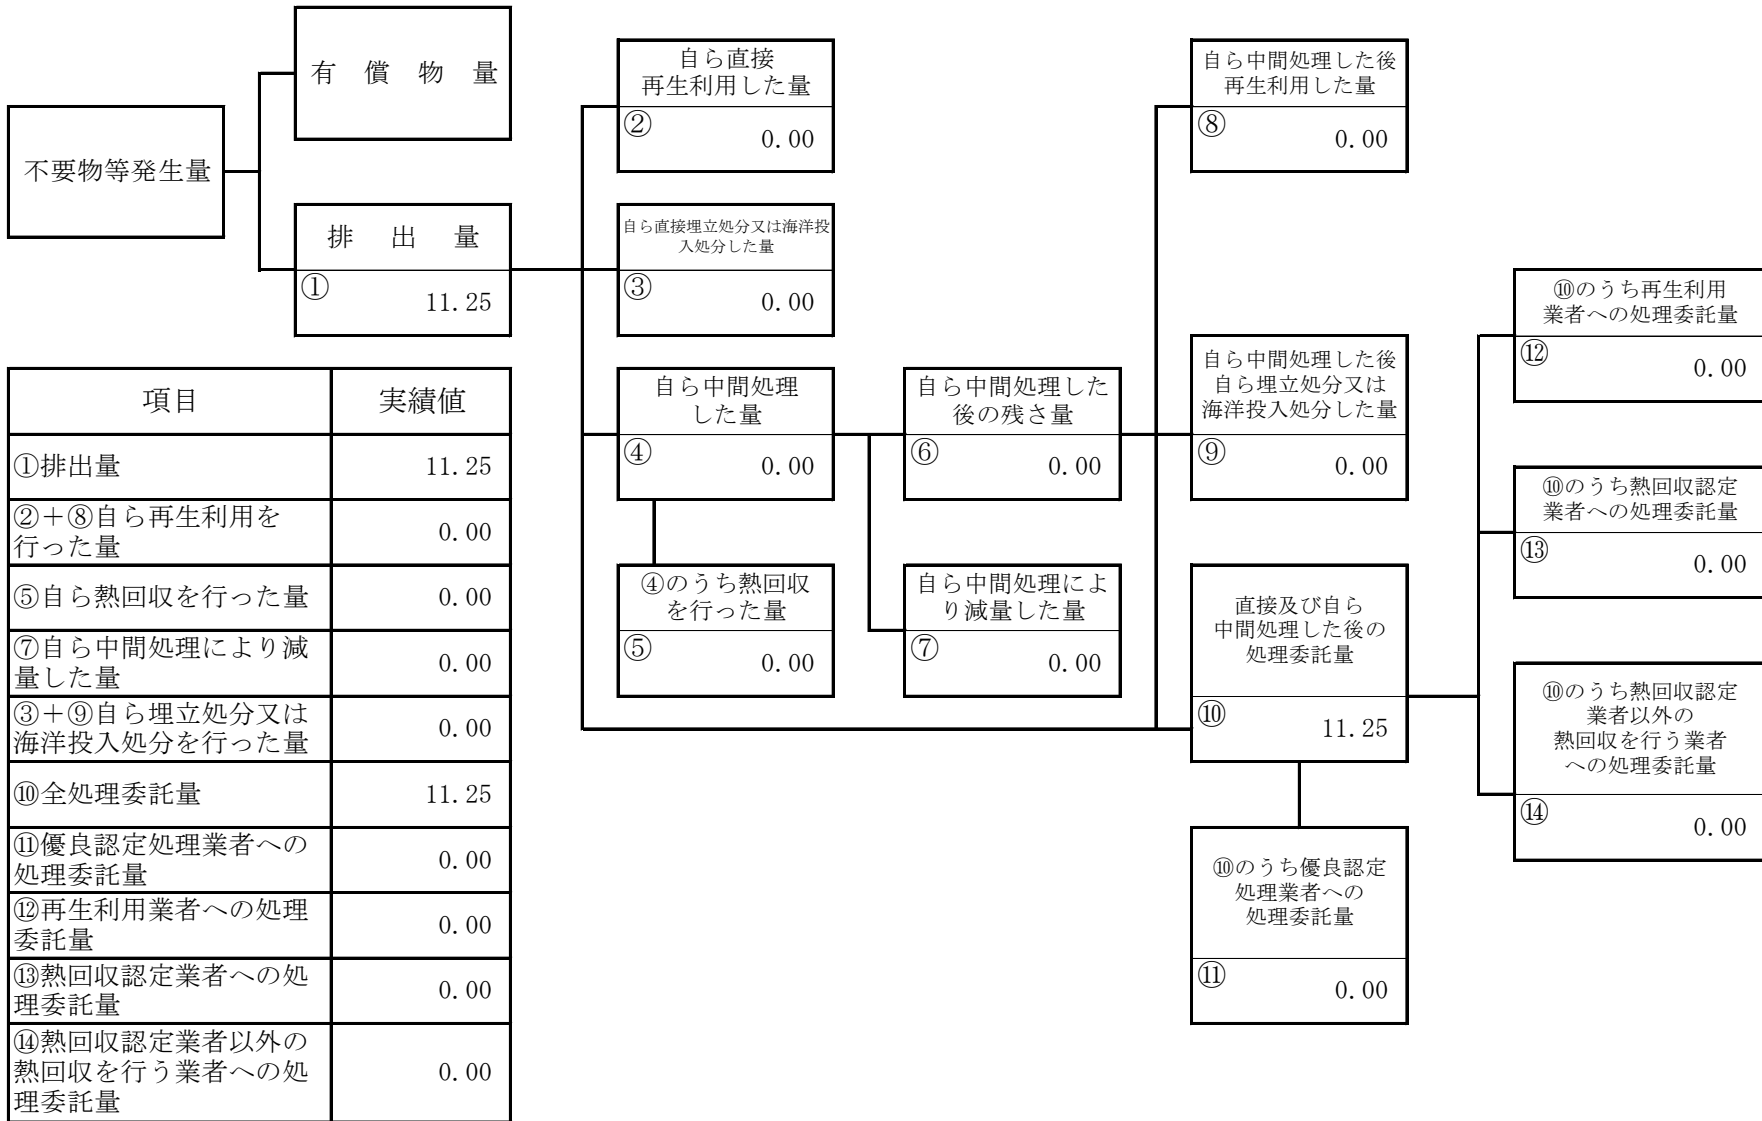 有 償 物 量
不要物等発生量
排 出 量
①
11.25
自ら直接
再生利用した量
②
0.00
自ら直接埋立処分又は海洋投
入処分した量
③
0.00
自ら中間処理
した量
④
0.00
④のうち熱回収
を行った量
⑤
0.00
自ら中間処理した
後の残さ量
⑥
0.00
自ら中間処理によ
り減量した量
⑦
0.00
自ら中間処理した後
再生利用した量
⑧
0.00
自ら中間処理した後
自ら埋立処分又は
海洋投入処分した量
⑨
0.00
直接及び自ら
中間処理した後の
処理委託量
⑩
11.25
⑩のうち優良認定
処理業者への
処理委託量
⑪
0.00
⑩のうち再生利用
業者への処理委託量
⑫
0.00
⑩のうち熱回収認定
業者への処理委託量
⑬
0.00
⑩のうち熱回収認定
業者以外の
熱回収を行う業者
への処理委託量
⑭
0.00
項目 実績値
①排出量 11.25
②＋⑧自ら再生利用を
行った量 0.00
⑤自ら熱回収を行った量 0.00
⑦自ら中間処理により減
量した量 0.00
③＋⑨自ら埋立処分又は
海洋投入処分を行った量 0.00
⑩全処理委託量 11.25
⑪優良認定処理業者への
処理委託量 0.00
⑫再生利用業者への処理
委託量 0.00
⑬熱回収認定業者への処
理委託量 0.00
⑭熱回収認定業者以外の
熱回収を行う業者への処 0.00
理委託量